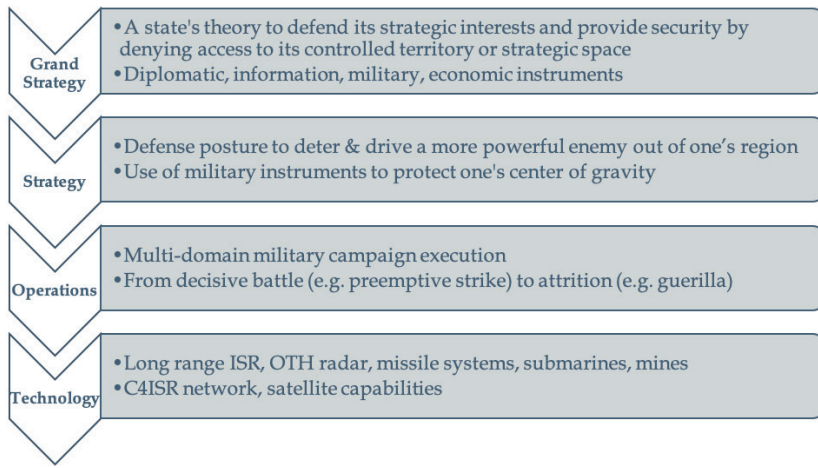 Grand
Strategy
•A state's theory to defend its strategic interests and provide security by
denying access to its controlled territory or strategic space
•Diplomatic, information, military, economic instruments
Strategy
•Defense posture to deter & drive a more powerful enemy out of one's region
•Use of military instruments to protect one's center of gravity
Operations
•Multi-domain military campaign execution
•From decisive battle (e.g. preemptive strike) to attrition (e.g. guerilla)
Technology
•Long range ISR, OTH radar, missile systems, submarines, mines
•C4ISR network, satellite capabilities